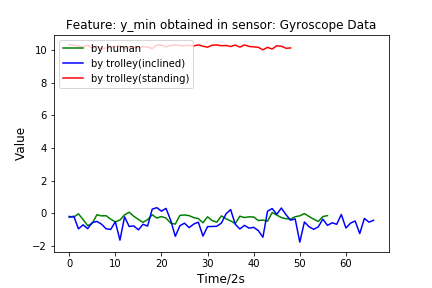 Feature: y_min obtained in sensor: Gyroscope Data
by human
by trolley(inclined)
by trolley(standing)
10
8
6
4
2
0
−2
Value
0 10 20 30 40 50 60
Time/2s